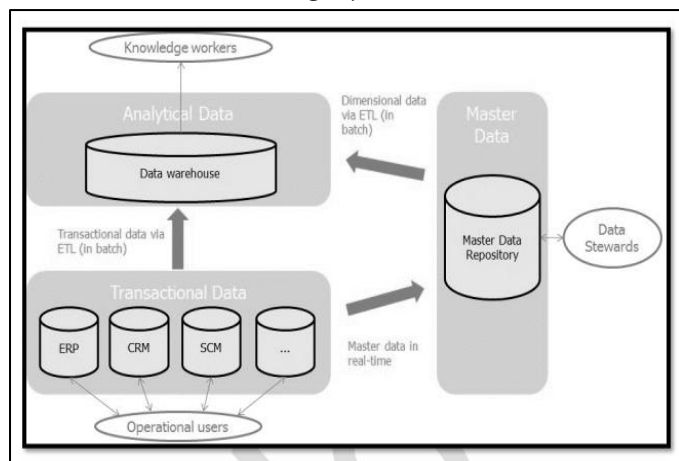 Knowledge workers
Analytical Data
Dimensional data
via ETL (in
batch)
Master
Data
Data warehouse
Transactional data via
ETL (in batch)
Master Data
Repository
Data
Stewards
Transactional Data
ERP
CRM
SCM
...
Master data in
real-time
Operational users